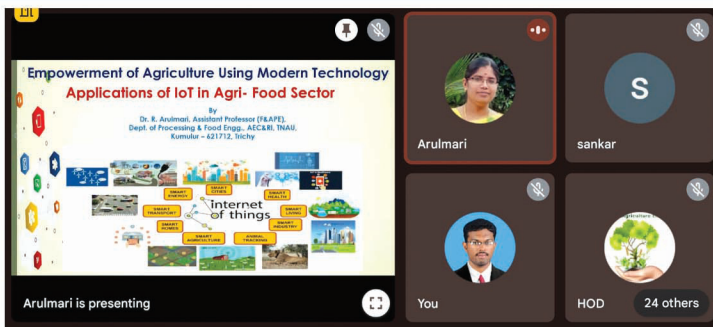 Empowerment of Agriculture Using Modern Technology
Applications of IoT in Agri- Food Sector
By
Dr. R. Arulmari, Assistant Professor (F&APE),
Dept. of Processing & Food Engg., AEC&RI, TNAU,
Kumulur – 621712, Trichy
SMART CITIES
SMART ENERGY
SMART HEALTH
SMART TRANSPORT
internet of things
SMART LIVING
SMART HOMES
SMART INDUSTRY
SMART AGRICULTURE
ANIMAL TRACKING
Arulmari is presenting
Arulmari
S
sankar
You
HOD
24 others